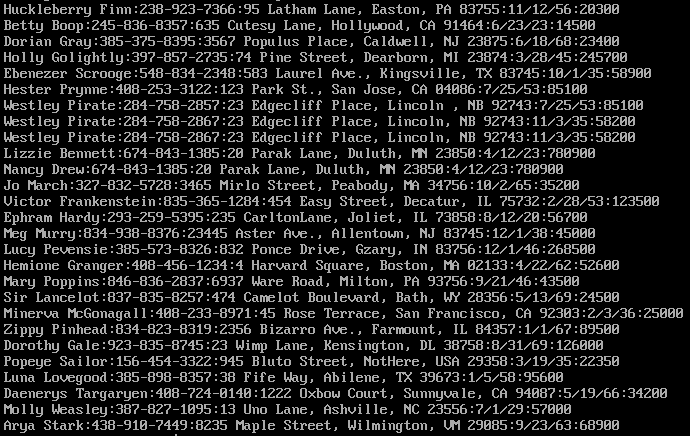 Huckleberry Finn:238-923-7366:95 Latham Lane, Easton, PA 83755:11/12/56:20300
Betty Boop:245-836-8357:635 Cutesy Lane, Hollywood, CA 91464:6/23/23:14500
Dorian Gray:385-375-8395:3567 Populus Place, Caldwell, NJ 23875:6/18/68:23400
Holly Golightly:397-857-2735:74 Pine Street, Dearborn, MI 23874:3/28/45:245700
Ebenezer Scrooge:548-834-2348:583 Laurel Ave., Kingsville, TX 83745:10/1/35:58900
Hester Prynne:408-253-3122:123 Park St., San Jose, CA 04086:7/25/53:85100
Westley Pirate:284-758-2857:23 Edgecliff Place, Lincoln , NB 92743:7/25/53:85100
Westley Pirate:284-758-2867:23 Edgecliff Place, Lincoln, NB 92743:11/3/35:58200
Westley Pirate:284-758-2867:23 Edgecliff Place, Lincoln, NB 92743:11/3/35:58200
Lizzie Bennett:674-843-1385:20 Parak Lane, Duluth, MN 23850:4/12/23:780900
Nancy Drew:674-843-1385:20 Parak Lane, Duluth, MN 23850:4/12/23:780900
Jo March:327-832-5728:3465 Mirlo Street, Peabody, MA 34756:10/2/65:35200
Victor Frankenstein:835-365-1284:454 Easy Street, Decatur, IL 75732:2/28/53:123500
Ephram Hardy:293-259-5395:235 CarltonLane, Joliet, IL 73858:8/12/20:56700
Meg Murry:834-938-8376:23445 Aster Ave., Allentown, NJ 83745:12/1/38:45000
Lucy Pevensie:385-573-8326:832 Ponce Drive, Gzary, IN 83756:12/1/46:268500
Hemione Granger:408-456-1234:4 Harvard Square, Boston, MA 02133:4/22/62:52600
Mary Poppins:846-836-2837:6937 Ware Road, Milton, PA 93756:9/21/46:43500
Sir Lancelot:837-835-8257:474 Camelot Boulevard, Bath, WY 28356:5/13/69:24500
Minerva McGonagall:408-233-8971:45 Rose Terrace, San Francisco, CA 92303:2/3/36:25000
Zippy Pinhead:834-823-8319:2356 Bizarro Ave., Farmount, IL 84357:1/1/67:89500
Dorothy Gale:923-835-8745:23 Wimp Lane, Kensington, DL 38758:8/31/69:126000
Popeye Sailor:156-454-3322:945 Bluto Street, NotHere, USA 29358:3/19/35:22350
Luna Lovegood:385-898-8357:38 Fife Way, Abilene, TX 39673:1/5/58:95600
Daenerys Targaryen:408-724-0140:1222 Oxbow Court, Sunnyvale, CA 94087:5/19/66:34200
Molly Weasley:387-827-1095:13 Uno Lane, Ashville, NC 23556:7/1/29:57000
Arya Stark:438-910-7449:8235 Maple Street, Wilmington, VM 29085:9/23/63:68900